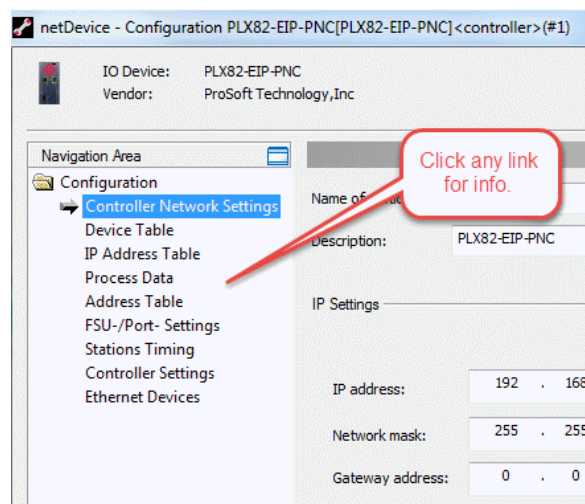 netDevice - Configuration PLX82-EIP-PNC[PLX82-EIP-PNC]<controller>(#1)
IO Device: PLX82-EIP-PNC
Vendor: ProSoft Technology,Inc
Navigation Area
Configuration
Controller Network Settings
Device Table
IP Address Table
Process Data
Address Table
FSU-/Port- Settings
Stations Timing
Controller Settings
Ethernet Devices
Click any link
for info.
Name of
Description: PLX82-EIP-PNC
IP Settings
IP address: 192 . 168
Network mask: 255 . 255
Gateway address: 0 . 0